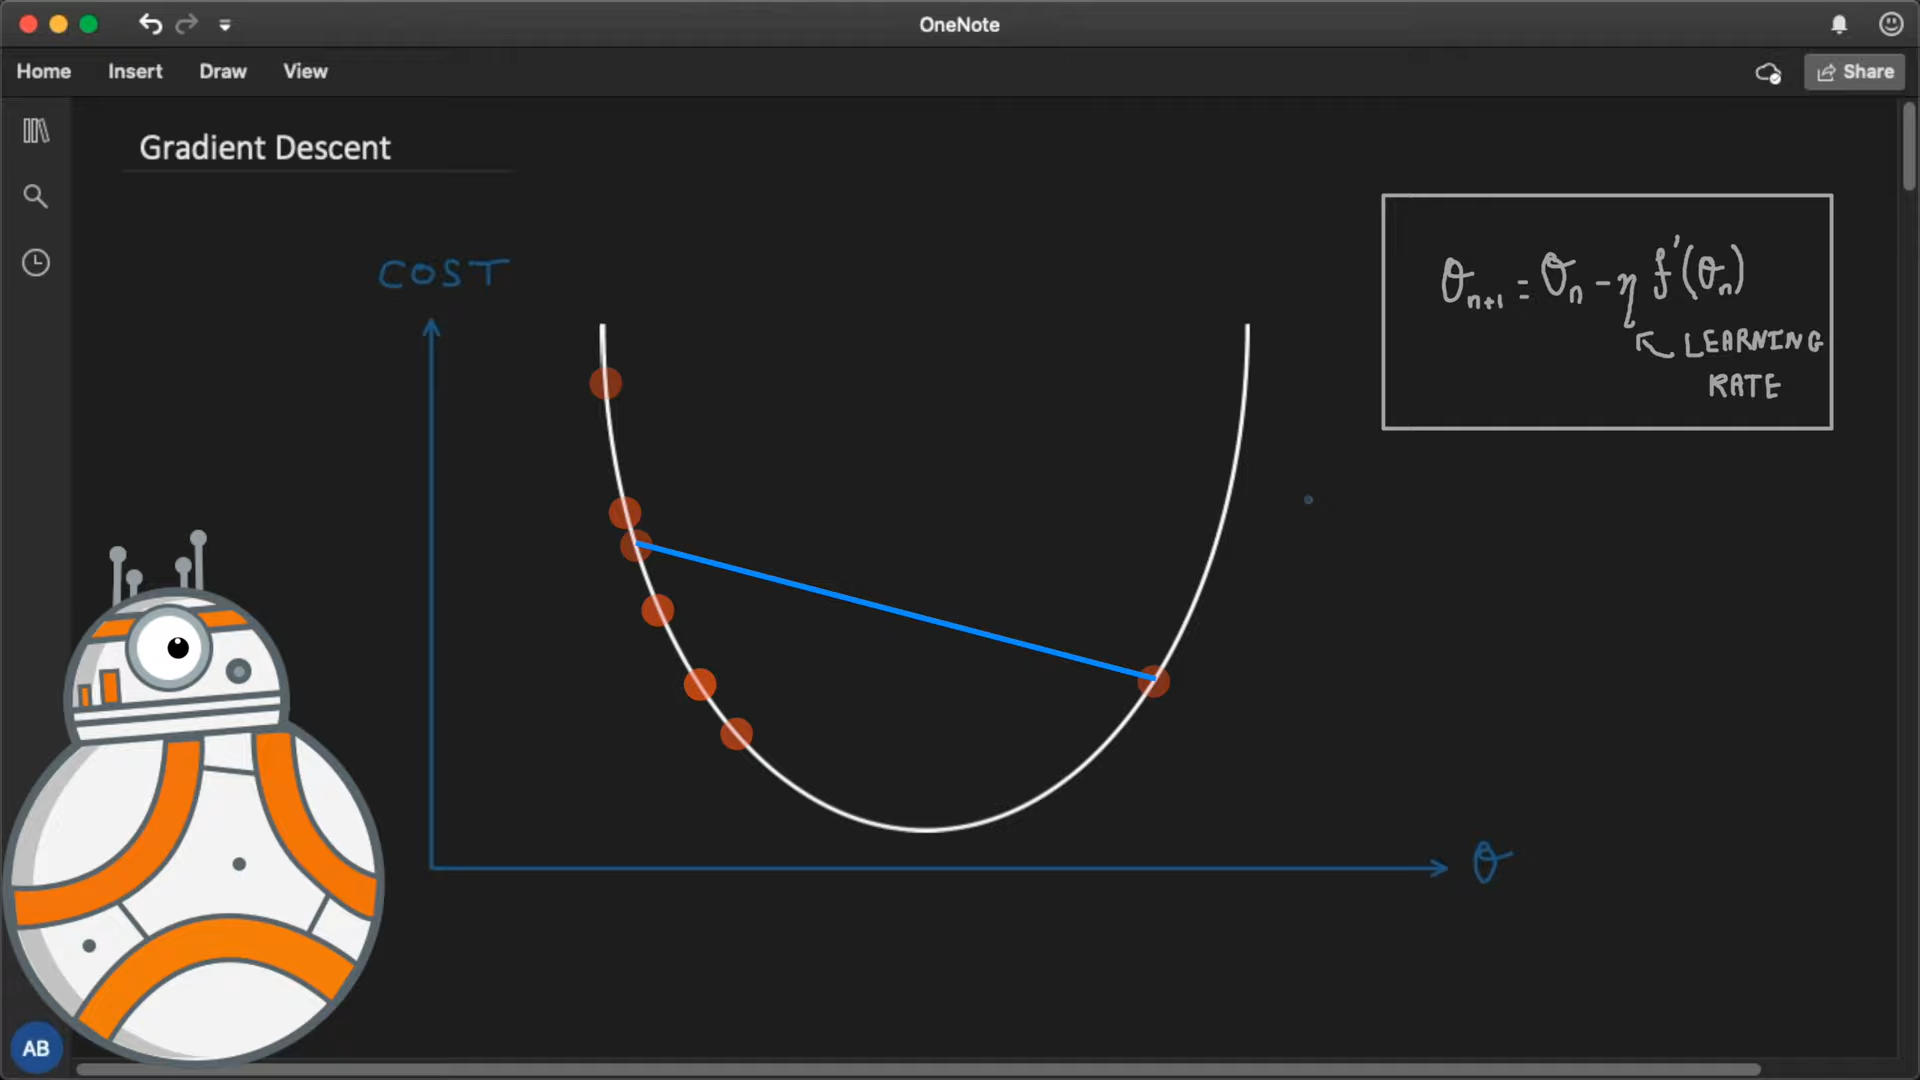 OneNote
Home Insert Draw View
Share
Gradient Descent
COST
θₙ₊₁ = θₙ - η f'(θₙ)
LEARNING
RATE
θ
AB